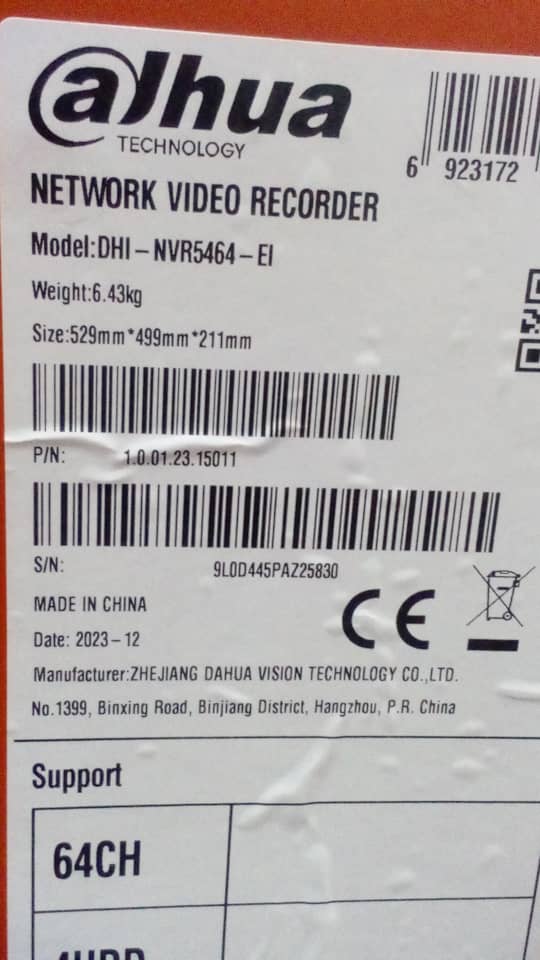 alhua
TECHNOLOGY
6 923172
NETWORK VIDEO RECORDER
Model:DHI-NVR5464-EI
Weight:6.43kg
Size:529mm*499mm*211mm
P/N: 1.0.01.23.15011
S/N: 9L0D445PAZ25830
MADE IN CHINA
CE
Date: 2023-12
Manufacturer:ZHEJIANG DAHUA VISION TECHNOLOGY CO.,LTD.
No.1399, Binxing Road, Binjiang District, Hangzhou, P.R. China
Support
64CH